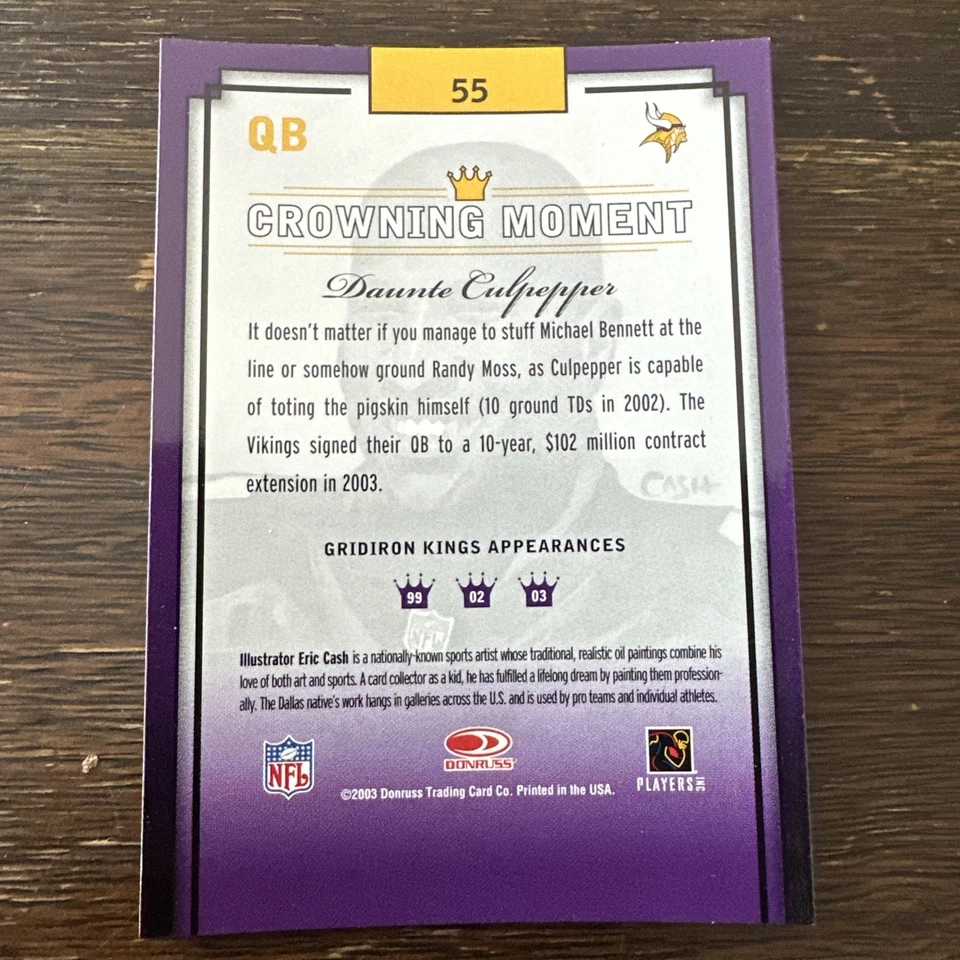 55
QB
CROWNING MOMENT
Daunte Culpepper
It doesn't matter if you manage to stuff Michael Bennett at the
line or somehow ground Randy Moss, as Culpepper is capable
of toting the pigskin himself (10 ground TDs in 2002). The
Vikings signed their QB to a 10-year, $102 million contract
extension in 2003.
CASH
GRIDIRON KINGS APPEARANCES
99 02 03
NFL
Illustrator Eric Cash is a nationally-known sports artist whose traditional, realistic oil paintings combine his
love of both art and sports. A card collector as a kid, he has fulfilled a lifelong dream by painting them profession-
ally. The Dallas native's work hangs in galleries across the U.S. and is used by pro teams and individual athletes.
NFL
DONRUSS
PLAYERS INC
©2003 Donruss Trading Card Co. Printed in the USA.